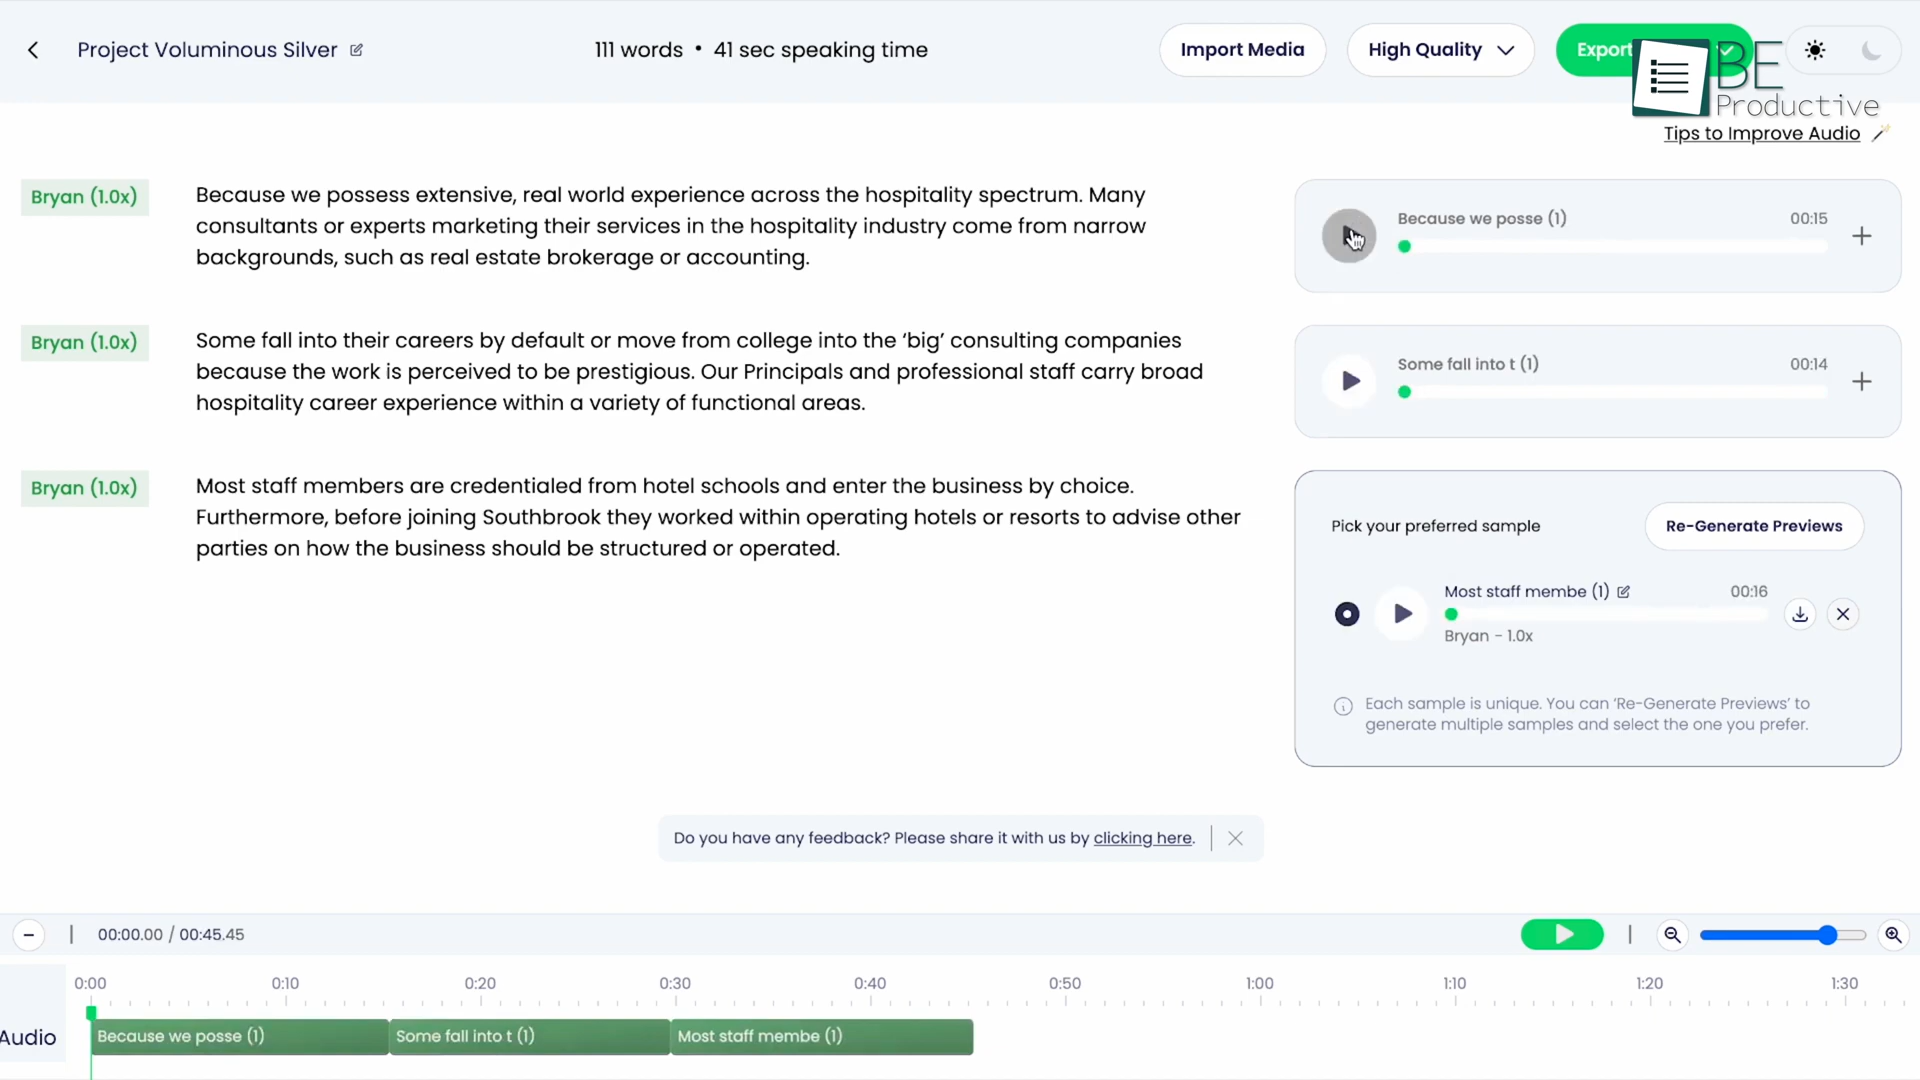 Project Voluminous Silver
111 words • 41 sec speaking time
Import Media
High Quality
Export
BE
Productive
Tips to Improve Audio
Bryan (1.0x)
Because we possess extensive, real world experience across the hospitality spectrum. Many
consultants or experts marketing their services in the hospitality industry come from narrow
backgrounds, such as real estate brokerage or accounting.
Because we posse (1)
00:15
Bryan (1.0x)
Some fall into their careers by default or move from college into the ‘big’ consulting companies
because the work is perceived to be prestigious. Our Principals and professional staff carry broad
hospitality career experience within a variety of functional areas.
Some fall into t (1)
00:14
Bryan (1.0x)
Most staff members are credentialed from hotel schools and enter the business by choice.
Furthermore, before joining Southbrook they worked within operating hotels or resorts to advise other
parties on how the business should be structured or operated.
Pick your preferred sample
Re-Generate Previews
Most staff membe (1)
00:16
Bryan - 1.0x
Each sample is unique. You can ‘Re-Generate Previews’ to
generate multiple samples and select the one you prefer.
Do you have any feedback? Please share it with us by clicking here.
00:00.00 / 00:45.45
0:00 0:10 0:20 0:30 0:40 0:50 1:00 1:10 1:20 1:30
Audio
Because we posse (1)
Some fall into t (1)
Most staff membe (1)